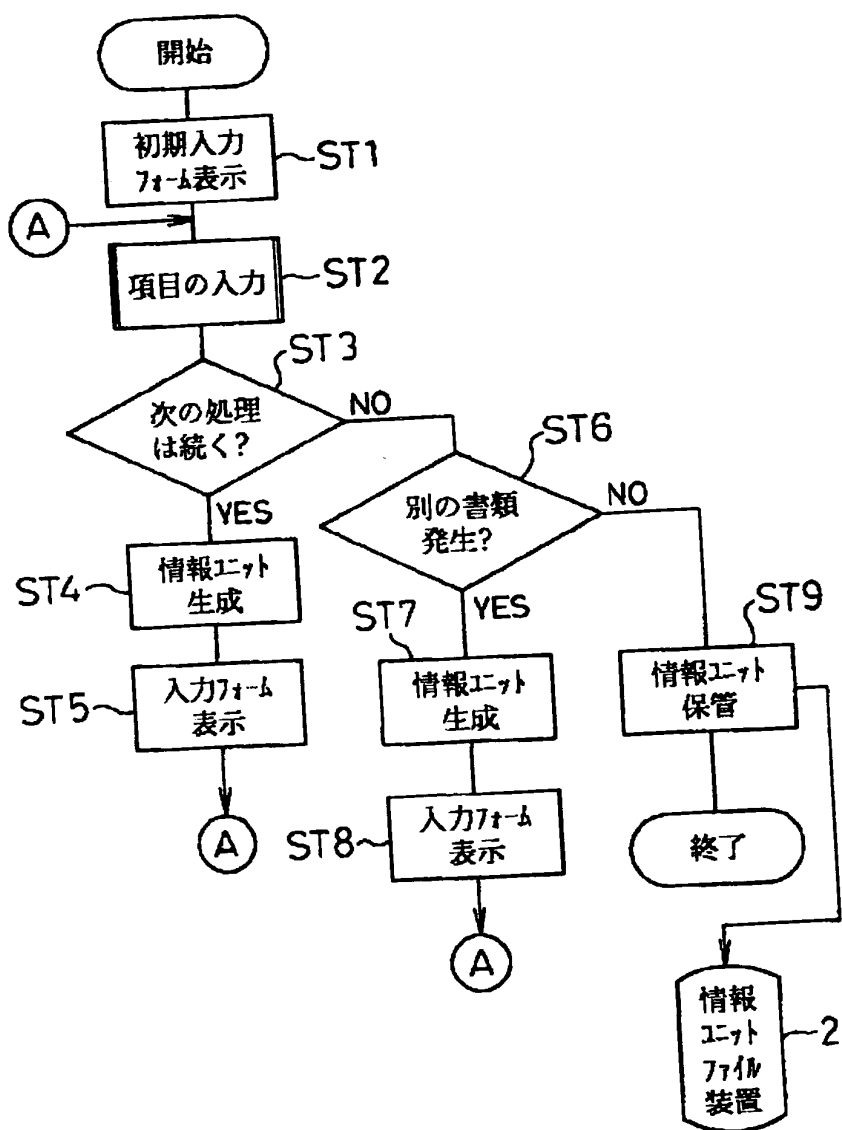 開始
初期入力
フォーム表示
ST1
A
項目の入力
ST2
ST3
次の処理
は続く?
NO
YES
ST6
別の書類
発生?
NO
YES
ST4
情報ユニット
生成
ST5
入力フォーム
表示
A
ST7
情報ユニット
生成
ST8
入力フォーム
表示
A
ST9
情報ユニット
保管
終了
情報
ユニット
ファイル
装置
2